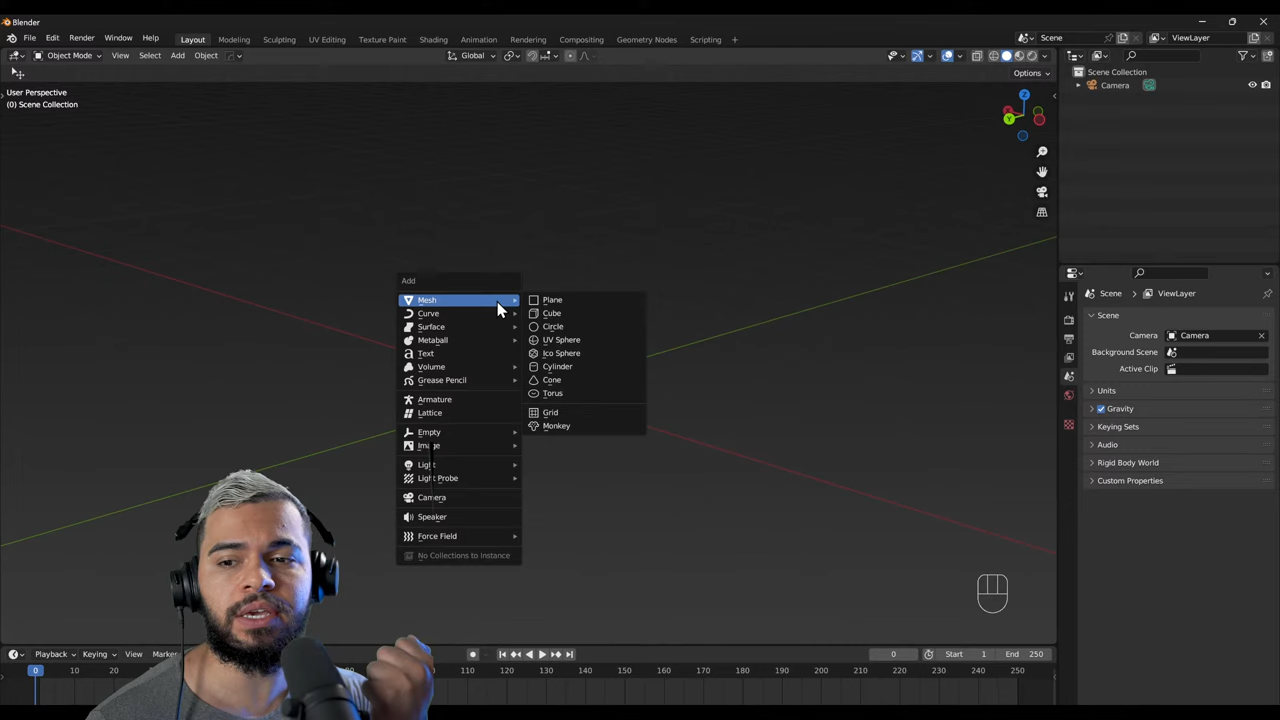 Blender
File Edit Render Window Help
Layout Modeling Sculpting UV Editing Texture Paint Shading Animation Rendering Compositing Geometry Nodes Scripting +
Scene ViewLayer
Object Mode View Select Add Object Global
Options
User Perspective
(0) Scene Collection
Z
Y
Scene Collection
Camera
Add
Mesh
Curve
Surface
Metaball
Text
Volume
Grease Pencil
Armature
Lattice
Empty
Image
Light
Light Probe
Camera
Speaker
Force Field
No Collections to Instance
Plane
Cube
Circle
UV Sphere
Ico Sphere
Cylinder
Cone
Torus
Grid
Monkey
Scene ViewLayer
Scene
Camera Camera
Background Scene
Active Clip
Units
Gravity
Keying Sets
Audio
Rigid Body World
Custom Properties
Playback Keying View Marker 0 Start 1 End 250
0 10 20 110 120 130 140 150 160 170 180 190 200 210 220 230 240 250